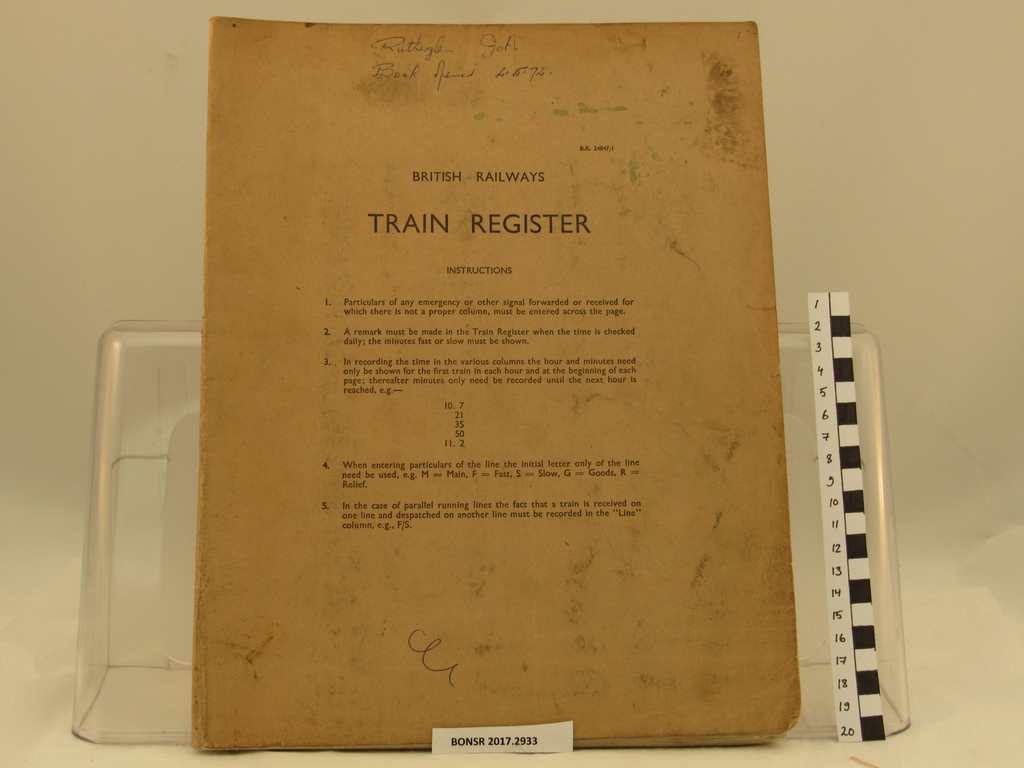 Rutherglen
Book Opened
B.R. 24847/1
BRITISH RAILWAYS
TRAIN REGISTER
INSTRUCTIONS
1. Particulars of any emergency or other signal forwarded or received for
which there is not a proper column, must be entered across the page.
2. A remark must be made in the Train Register when the time is checked
daily; the minutes fast or slow must be shown.
3. In recording the time in the various columns the hour and minutes need
only be shown for the first train in each hour and at the beginning of each
page; thereafter minutes only need be recorded until the next hour is
reached, e.g.—
10. 7
21
35
50
11. 2
4. When entering particulars of the line the initial letter only of the line
need be used, e.g. M = Main, F = Fast, S = Slow, G = Goods, R =
Relief.
5. In the case of parallel running lines the fact that a train is received on
one line and despatched on another line must be recorded in the "Line"
column, e.g., F/S.
BONSR 2017.2933
1
2
3
4
5
6
7
8
9
10
11
12
13
14
15
16
17
18
19
20